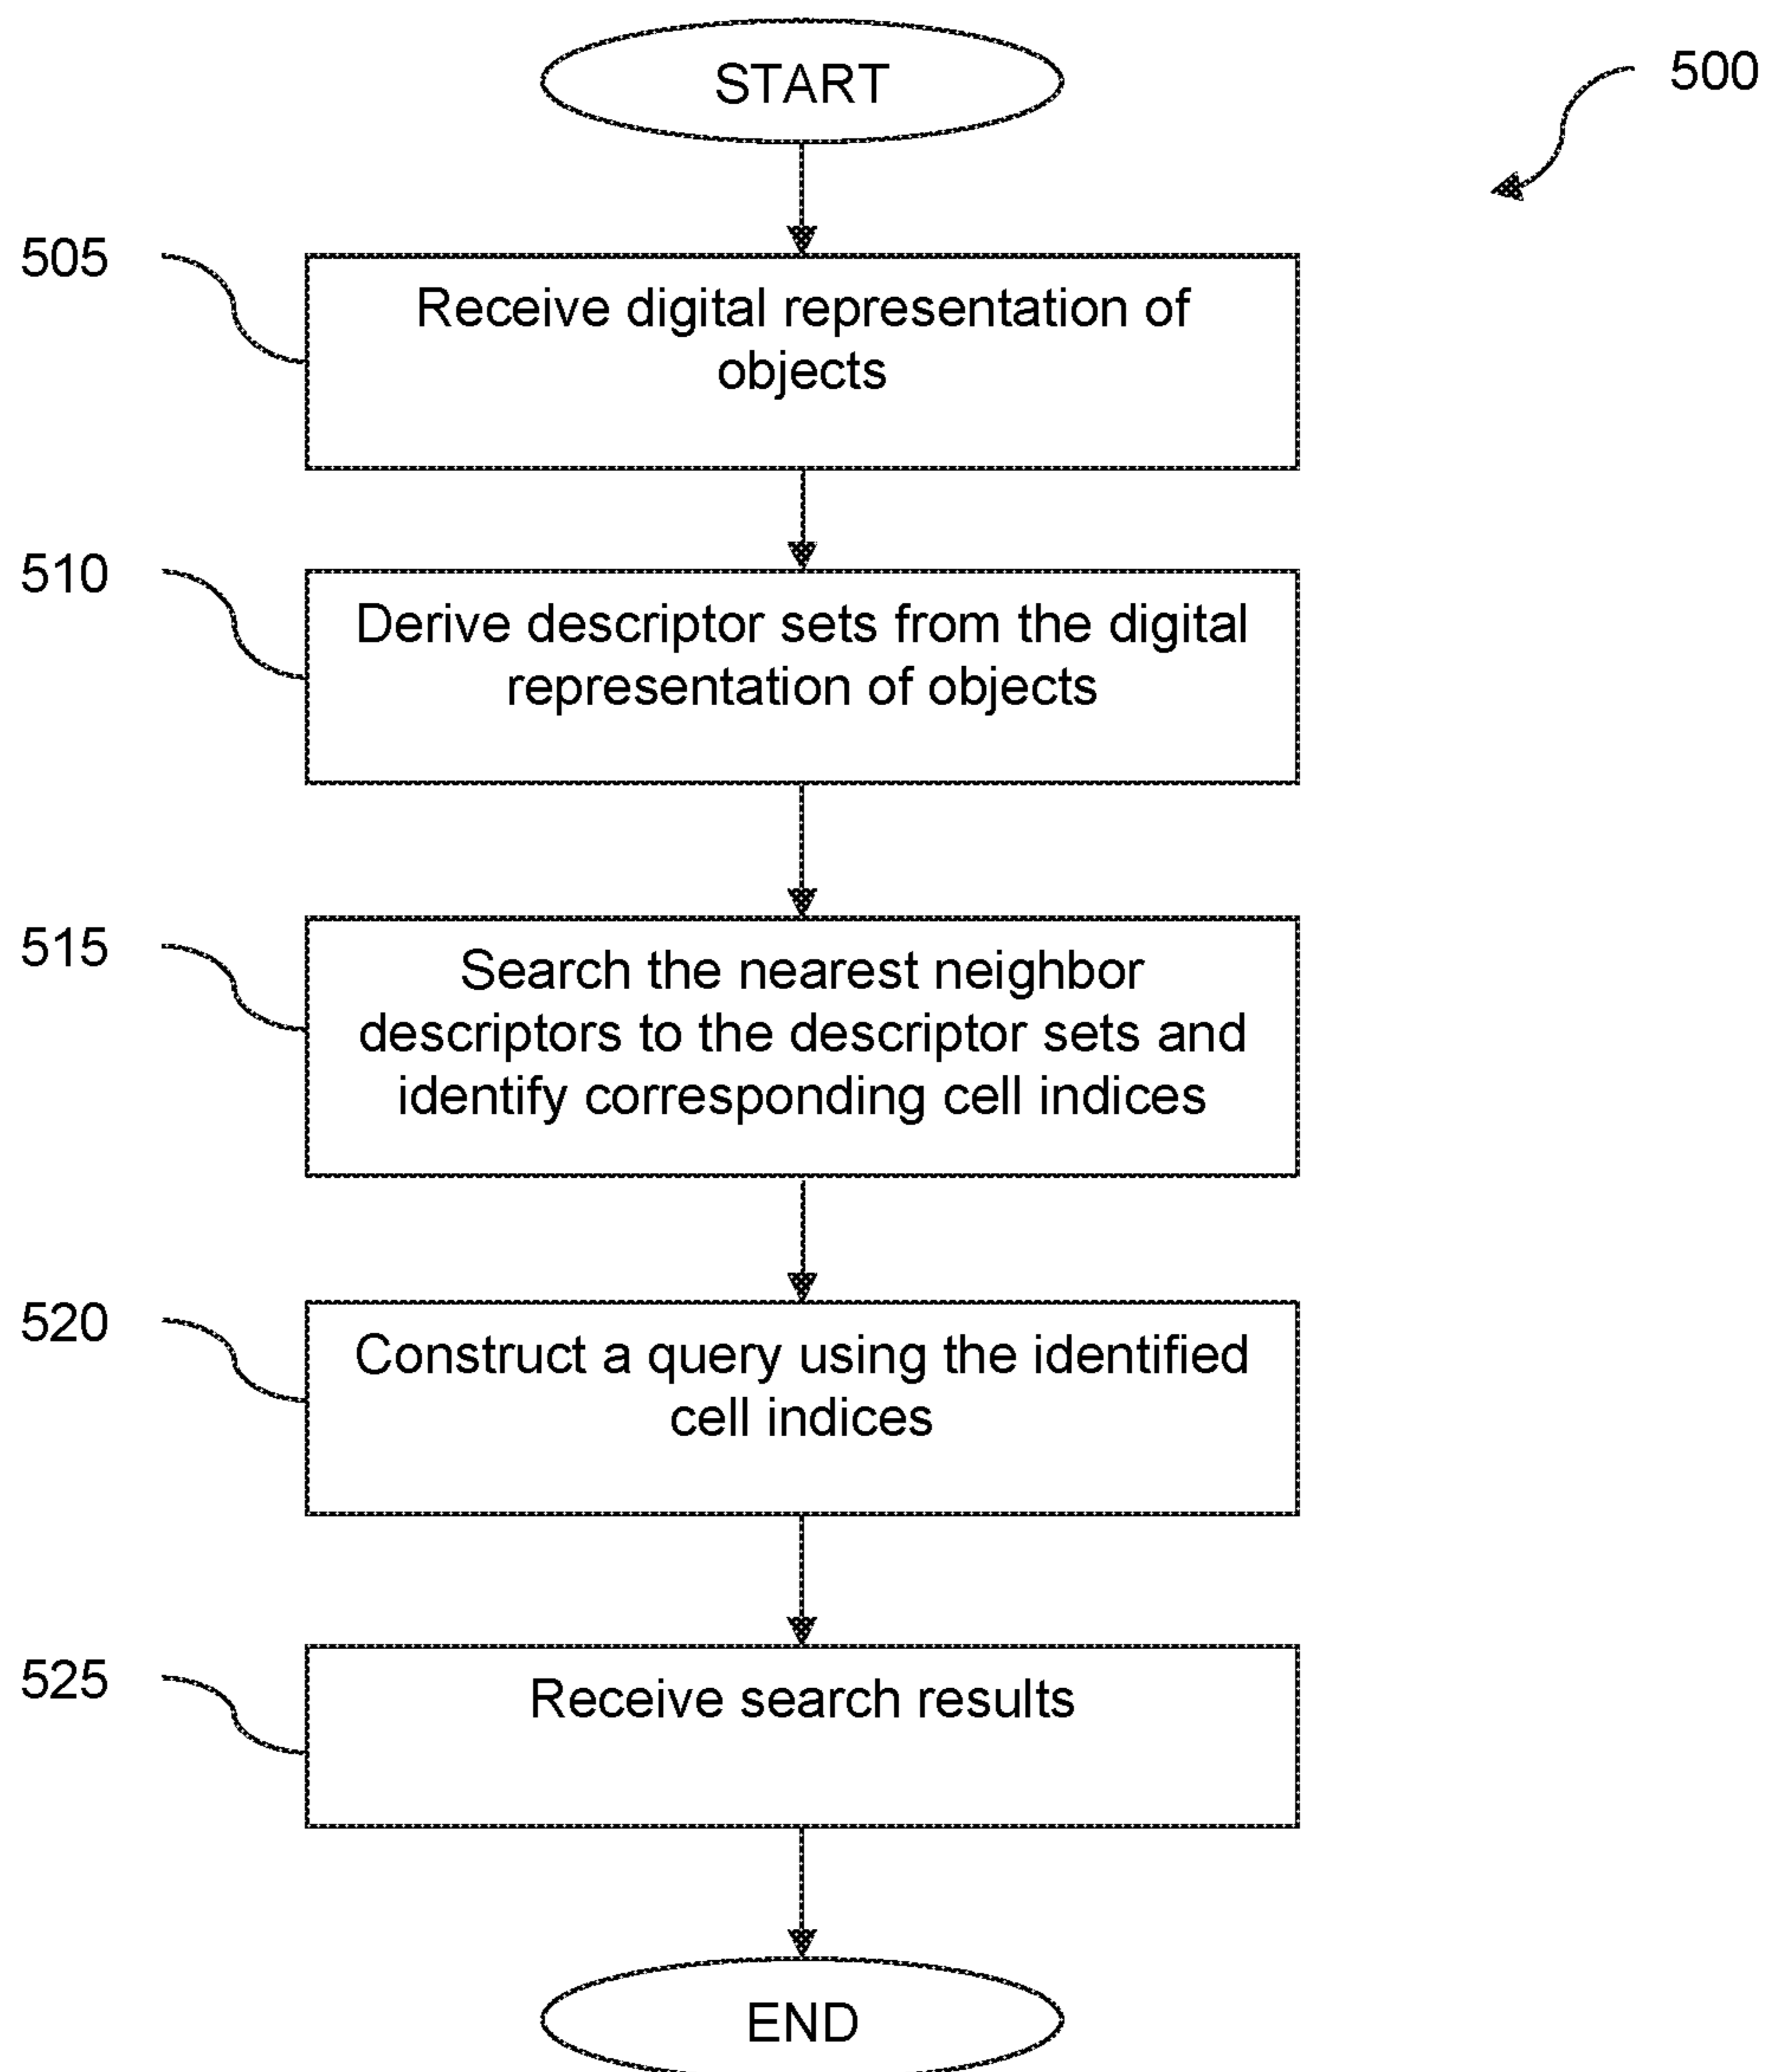 START
500
505
Receive digital representation of
objects
510
Derive descriptor sets from the digital
representation of objects
515
Search the nearest neighbor
descriptors to the descriptor sets and
identify corresponding cell indices
520
Construct a query using the identified
cell indices
525
Receive search results
END